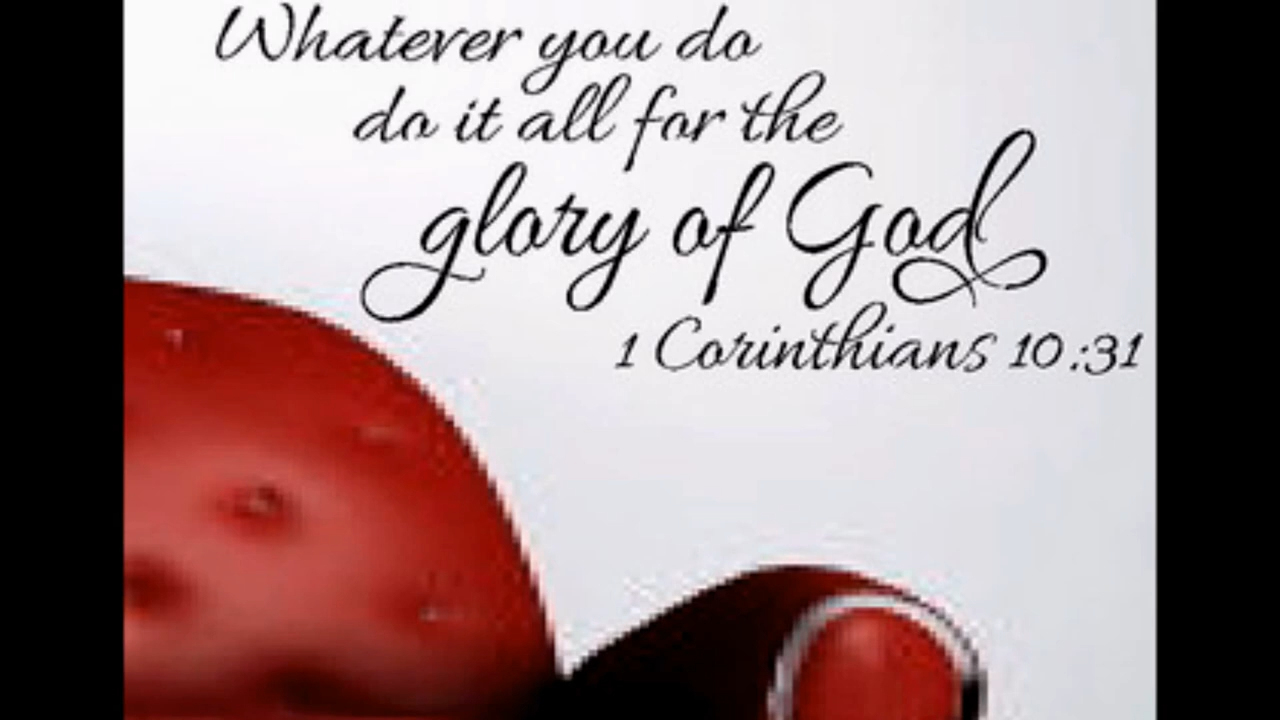 Whatever you do
do it all for the
glory of God
1 Corinthians 10:31